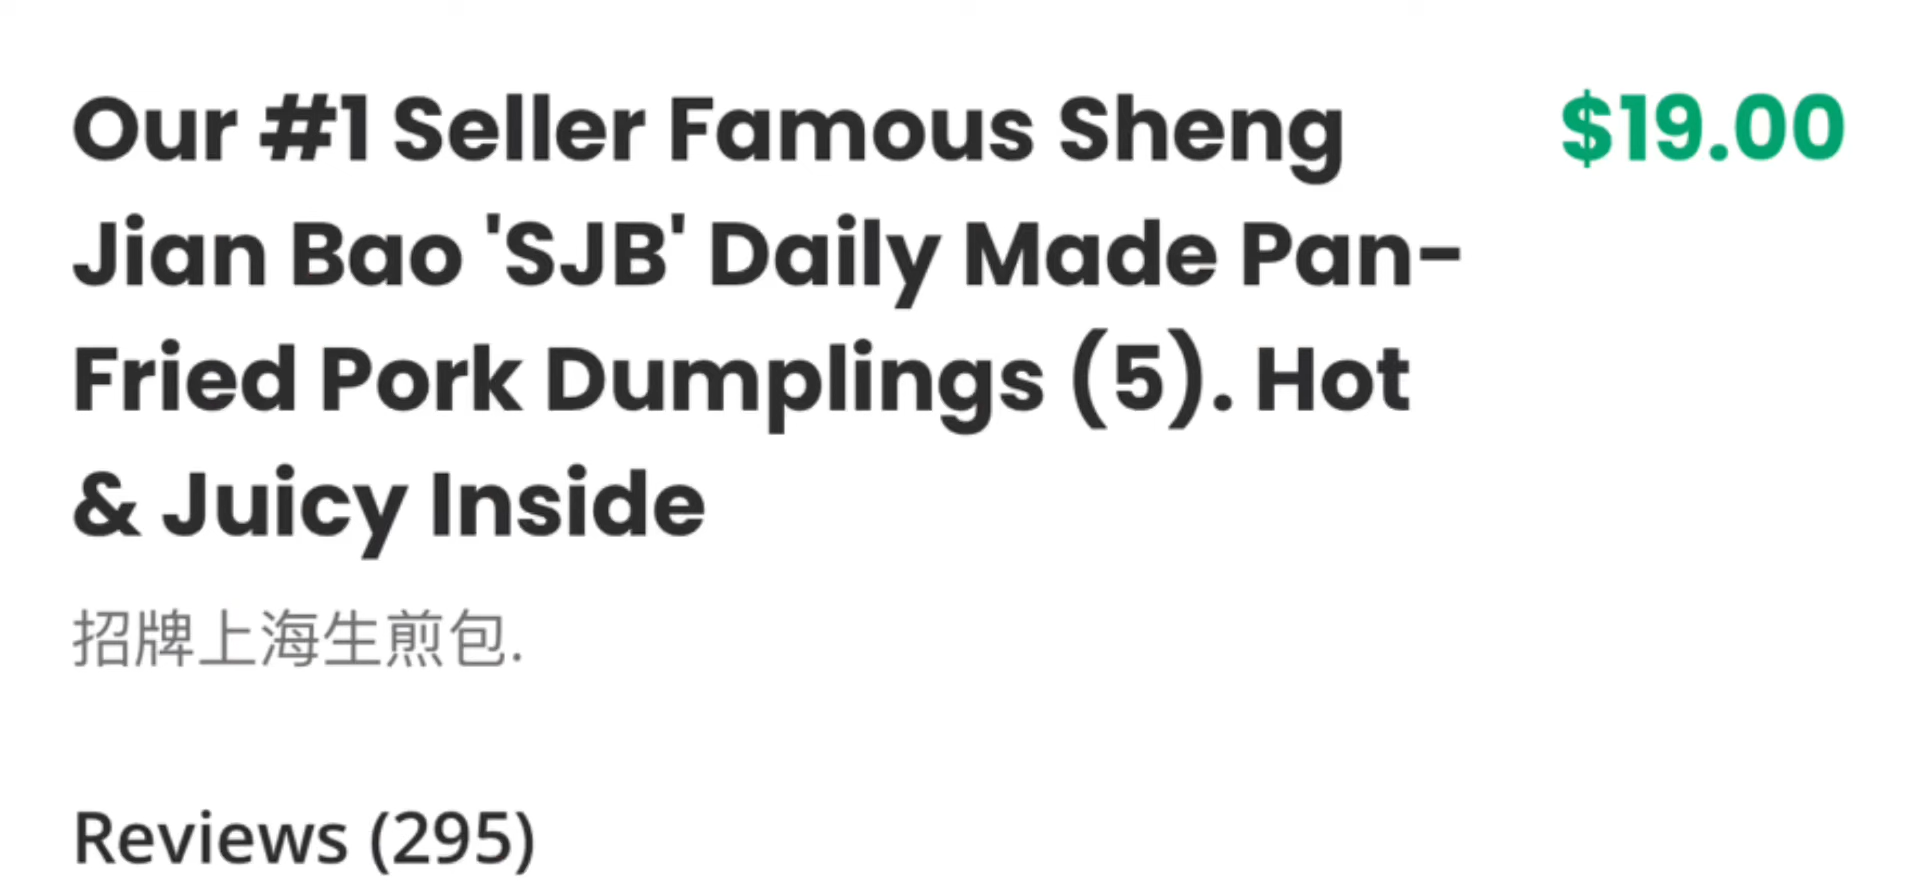 Our #1 Seller Famous Sheng
$19.00
Jian Bao 'SJB' Daily Made Pan-
Fried Pork Dumplings (5). Hot
& Juicy Inside
招牌上海生煎包.
Reviews (295)